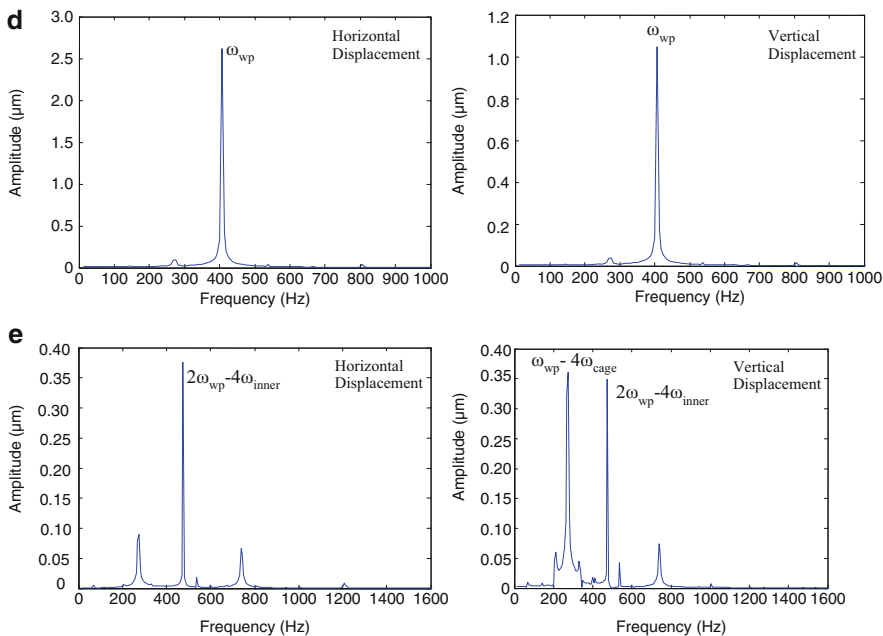 d
3.0
2.5
2.0
1.5
1.0
0.5
0
0 100 200 300 400 500 600 700 800 900 1000
Amplitude (μm)
Frequency (Hz)
ωwp
Horizontal
Displacement
1.2
1.0
0.8
0.6
0.4
0.2
0
0 100 200 300 400 500 600 700 800 900 1000
Amplitude (μm)
Frequency (Hz)
ωwp
Vertical
Displacement
e
0.40
0.35
0.30
0.25
0.20
0.15
0.10
0.05
0
0 200 400 600 800 1000 1200 1400 1600
Amplitude (μm)
Frequency (Hz)
2ωwp-4ωinner
Horizontal
Displacement
0.40
0.35
0.30
0.25
0.20
0.15
0.10
0.05
0
0 200 400 600 800 1000 1200 1400 1600
Amplitude (μm)
Frequency (Hz)
ωwp - 4ωcage
2ωwp-4ωinner
Vertical
Displacement